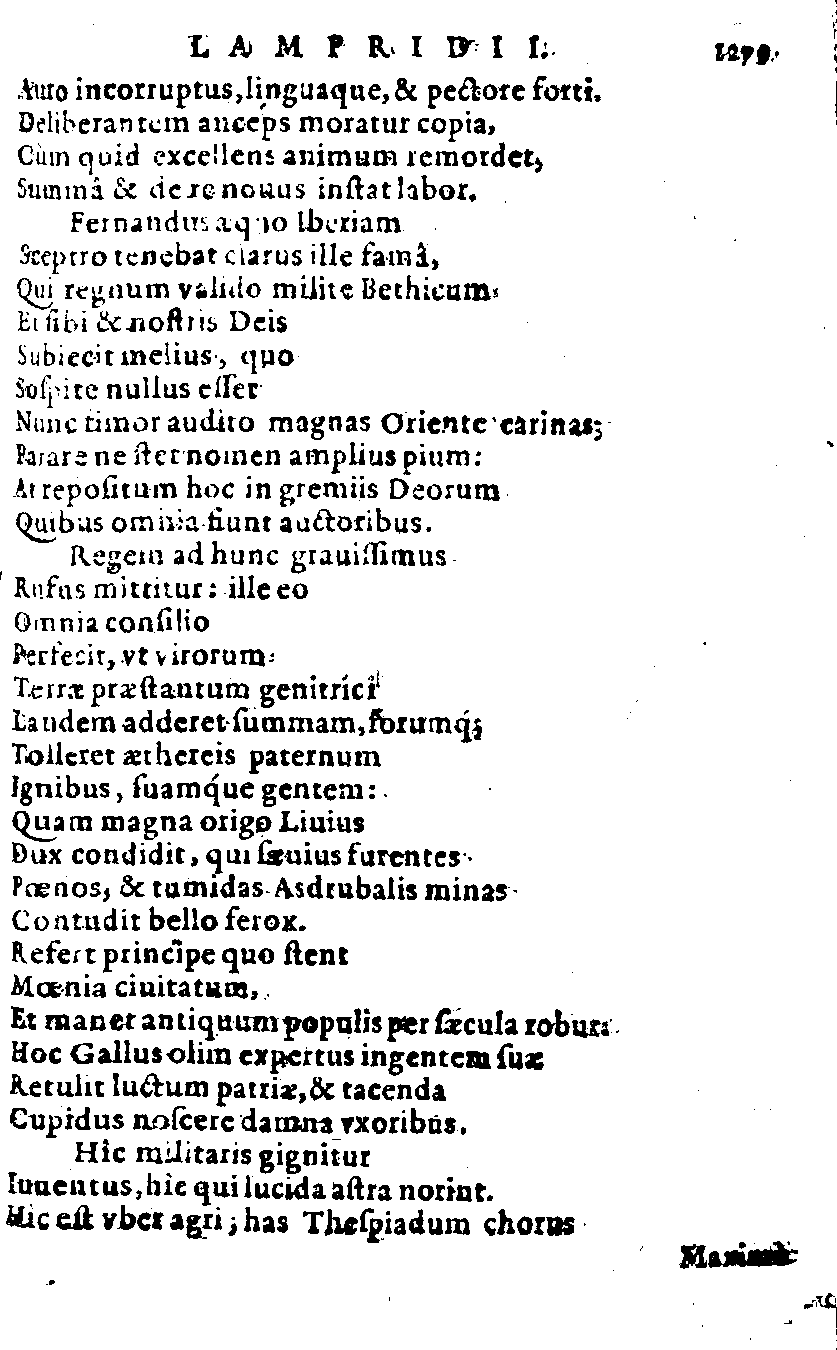 LAMPRIDII. 1279.
Auro incorruptus, linguaque, & pectore forti.
Deliberantem anceps moratur copia,
Cùm quid excellens animum remordet,
Summâ & de re nouus inſtat labor.
Fernandus a quo Iberiam
Sceptro tenebat clarus ille famâ,
Qui regnum valido milite Bethicum
Et ſibi & noſtris Deis
Subiecit melius, quo
Soſpite nullus eſſet
Nunc timor audito magnas Oriente carinas;
Parare ne ſtet nomen amplius pium:
At repoſitum hoc in gremiis Deorum
Quibus omnia fiunt auctoribus.
Regem ad hunc grauiſſimus
Rufus mittitur: ille eo
Omnia conſilio
Perfecit, vt virorum
Terræ præſtantum genitrici
Laudem adderet ſummam, forumq́;
Tolleret æthereis paternum
Ignibus, ſuamq́ue gentem:
Quam magna origo Liuius
Dux condidit, qui ſæuius furentes
Pœnos, & tumidas Asdrubalis minas
Contudit bello ferox.
Refert principe quo ſtent
Mœnia ciuitatum,
Et manet antiquum populis per ſæcula robur:
Hoc Gallus olim expertus ingentem ſuæ
Retulit luctum patriæ, & tacenda
Cupidus noſcere damna vxoribus.
Hîc militaris gignitur
Iuuentus, hic qui lucida aſtra norint.
Hic eſt vber agri; has Theſpiadum chorus